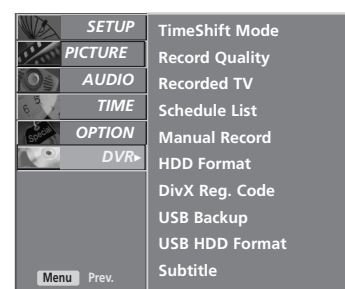 SETUP
PICTURE
AUDIO
TIME
OPTION
DVR
Menu Prev.
TimeShift Mode
Record Quality
Recorded TV
Schedule List
Manual Record
HDD Format
DivX Reg. Code
USB Backup
USB HDD Format
Subtitle